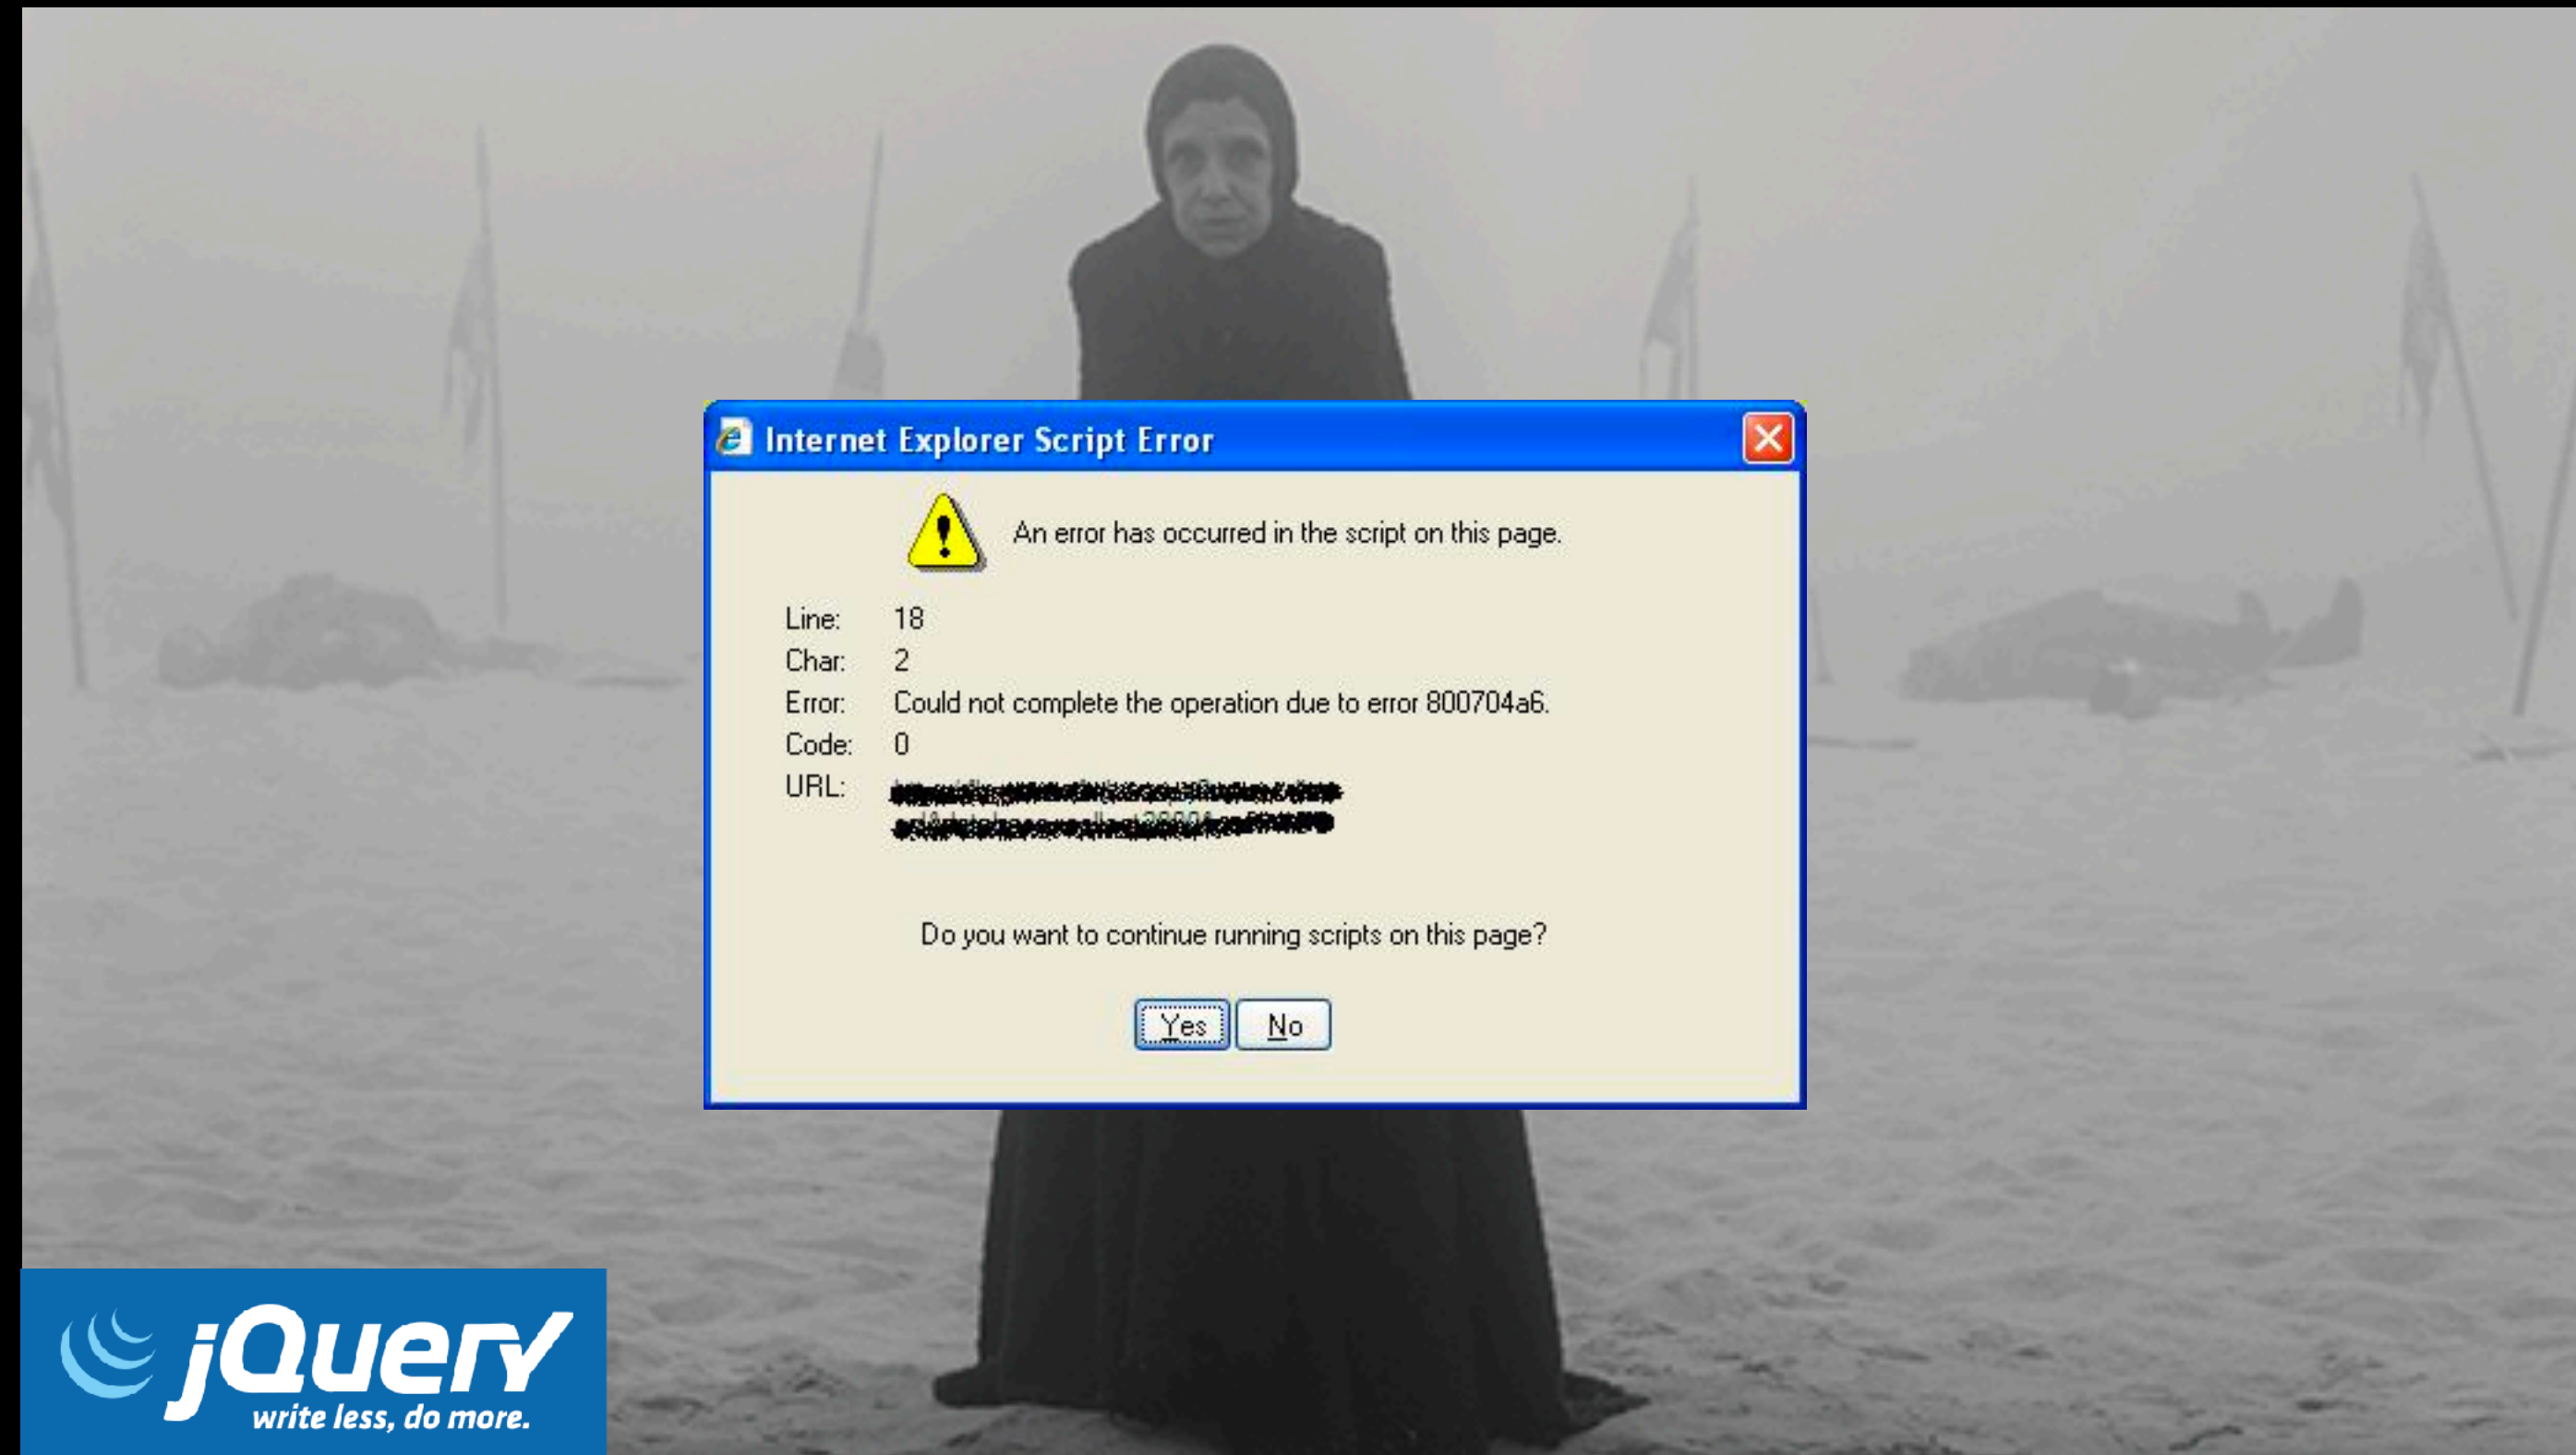 Internet Explorer Script Error
An error has occurred in the script on this page.
Line: 18
Char: 2
Error: Could not complete the operation due to error 800704a6.
Code: 0
URL:
Do you want to continue running scripts on this page?
Yes No
jQuery
write less, do more.